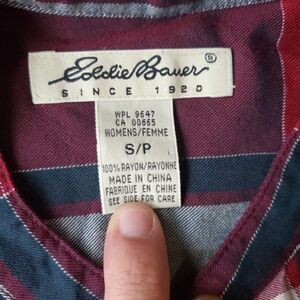 Eddie Bauer®
SINCE 1920
WPL 9647
CA 00665
WOMENS/FEMME
S/P
100% RAYON/RAYONNE
MADE IN CHINA
FABRIQUE EN CHINE
SEE SIDE FOR CARE